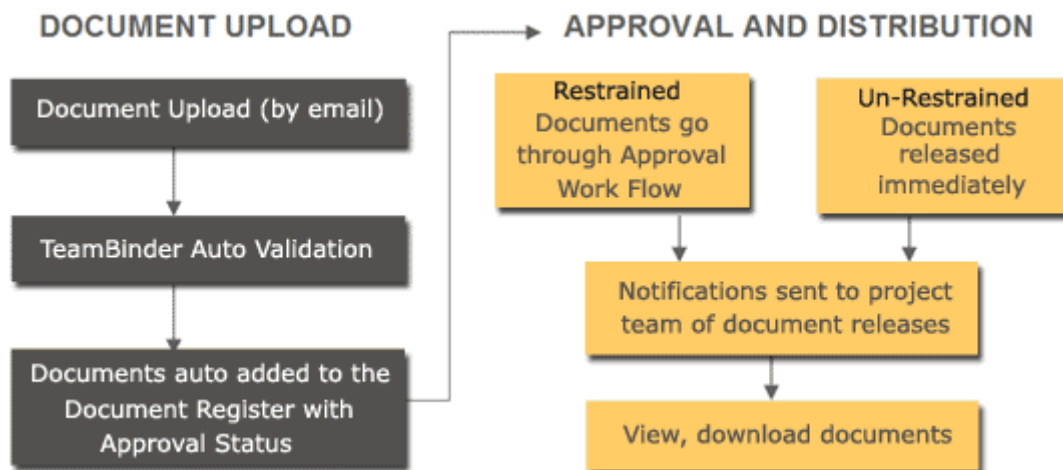 DOCUMENT UPLOAD
Document Upload (by email)
TeamBinder Auto Validation
Documents auto added to the
Document Register with
Approval Status
APPROVAL AND DISTRIBUTION
Restrained
Documents go
through Approval
Work Flow
Un-Restrained
Documents
released
immediately
Notifications sent to project
team of document releases
View, download documents